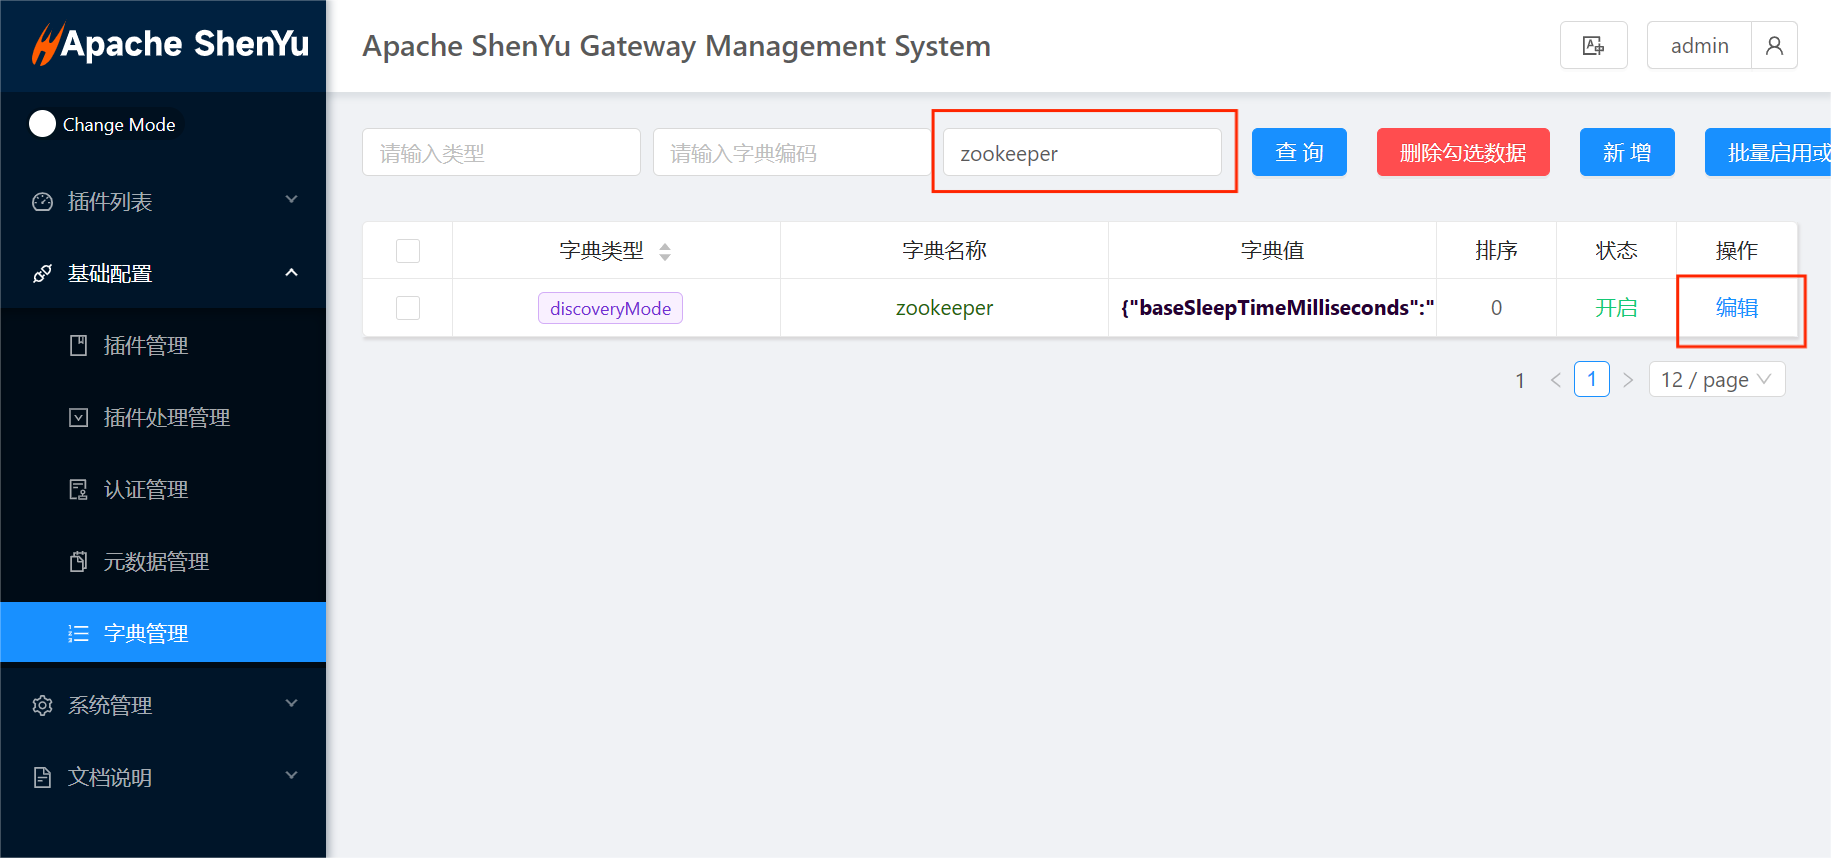 Apache ShenYu
Apache ShenYu Gateway Management System
admin
Change Mode
插件列表
基础配置
插件管理
插件处理管理
认证管理
元数据管理
字典管理
系统管理
文档说明
请输入类型 请输入字典编码 zookeeper 查 询 删除勾选数据 新 增 批量启用或
字典类型 字典名称 字典值 排序 状态 操作
discoveryMode zookeeper {"baseSleepTimeMilliseconds":" 0 开启 编辑
1 < 1 > 12 / page